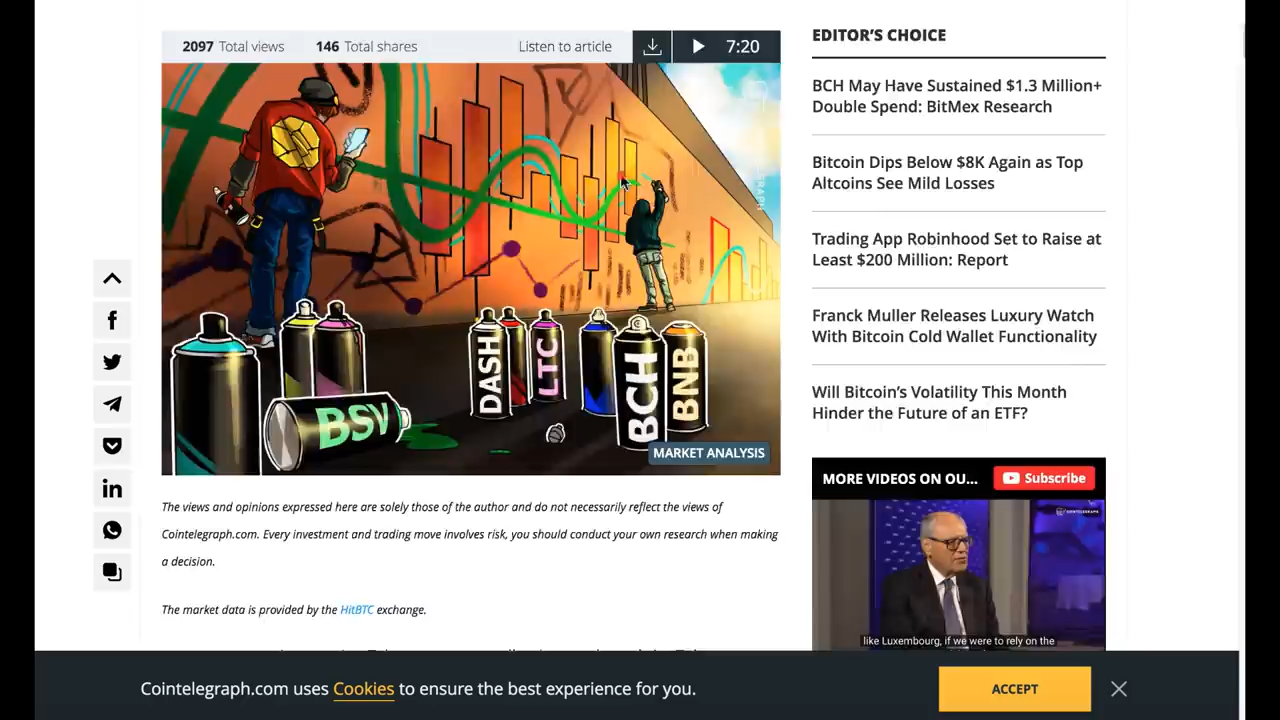 2097 Total views 146 Total shares Listen to article 7:20
DASH
LTC
BCH
BNB
BSV
MARKET ANALYSIS
The views and opinions expressed here are solely those of the author and do not necessarily reflect the views of
Cointelegraph.com. Every investment and trading move involves risk, you should conduct your own research when making
a decision.
The market data is provided by the HitBTC exchange.
EDITOR'S CHOICE
BCH May Have Sustained $1.3 Million+
Double Spend: BitMex Research
Bitcoin Dips Below $8K Again as Top
Altcoins See Mild Losses
Trading App Robinhood Set to Raise at
Least $200 Million: Report
Franck Muller Releases Luxury Watch
With Bitcoin Cold Wallet Functionality
Will Bitcoin's Volatility This Month
Hinder the Future of an ETF?
MORE VIDEOS ON OU... Subscribe
COINTELEGRAPH
like Luxembourg, if we were to rely on the
Cointelegraph.com uses Cookies to ensure the best experience for you.
ACCEPT